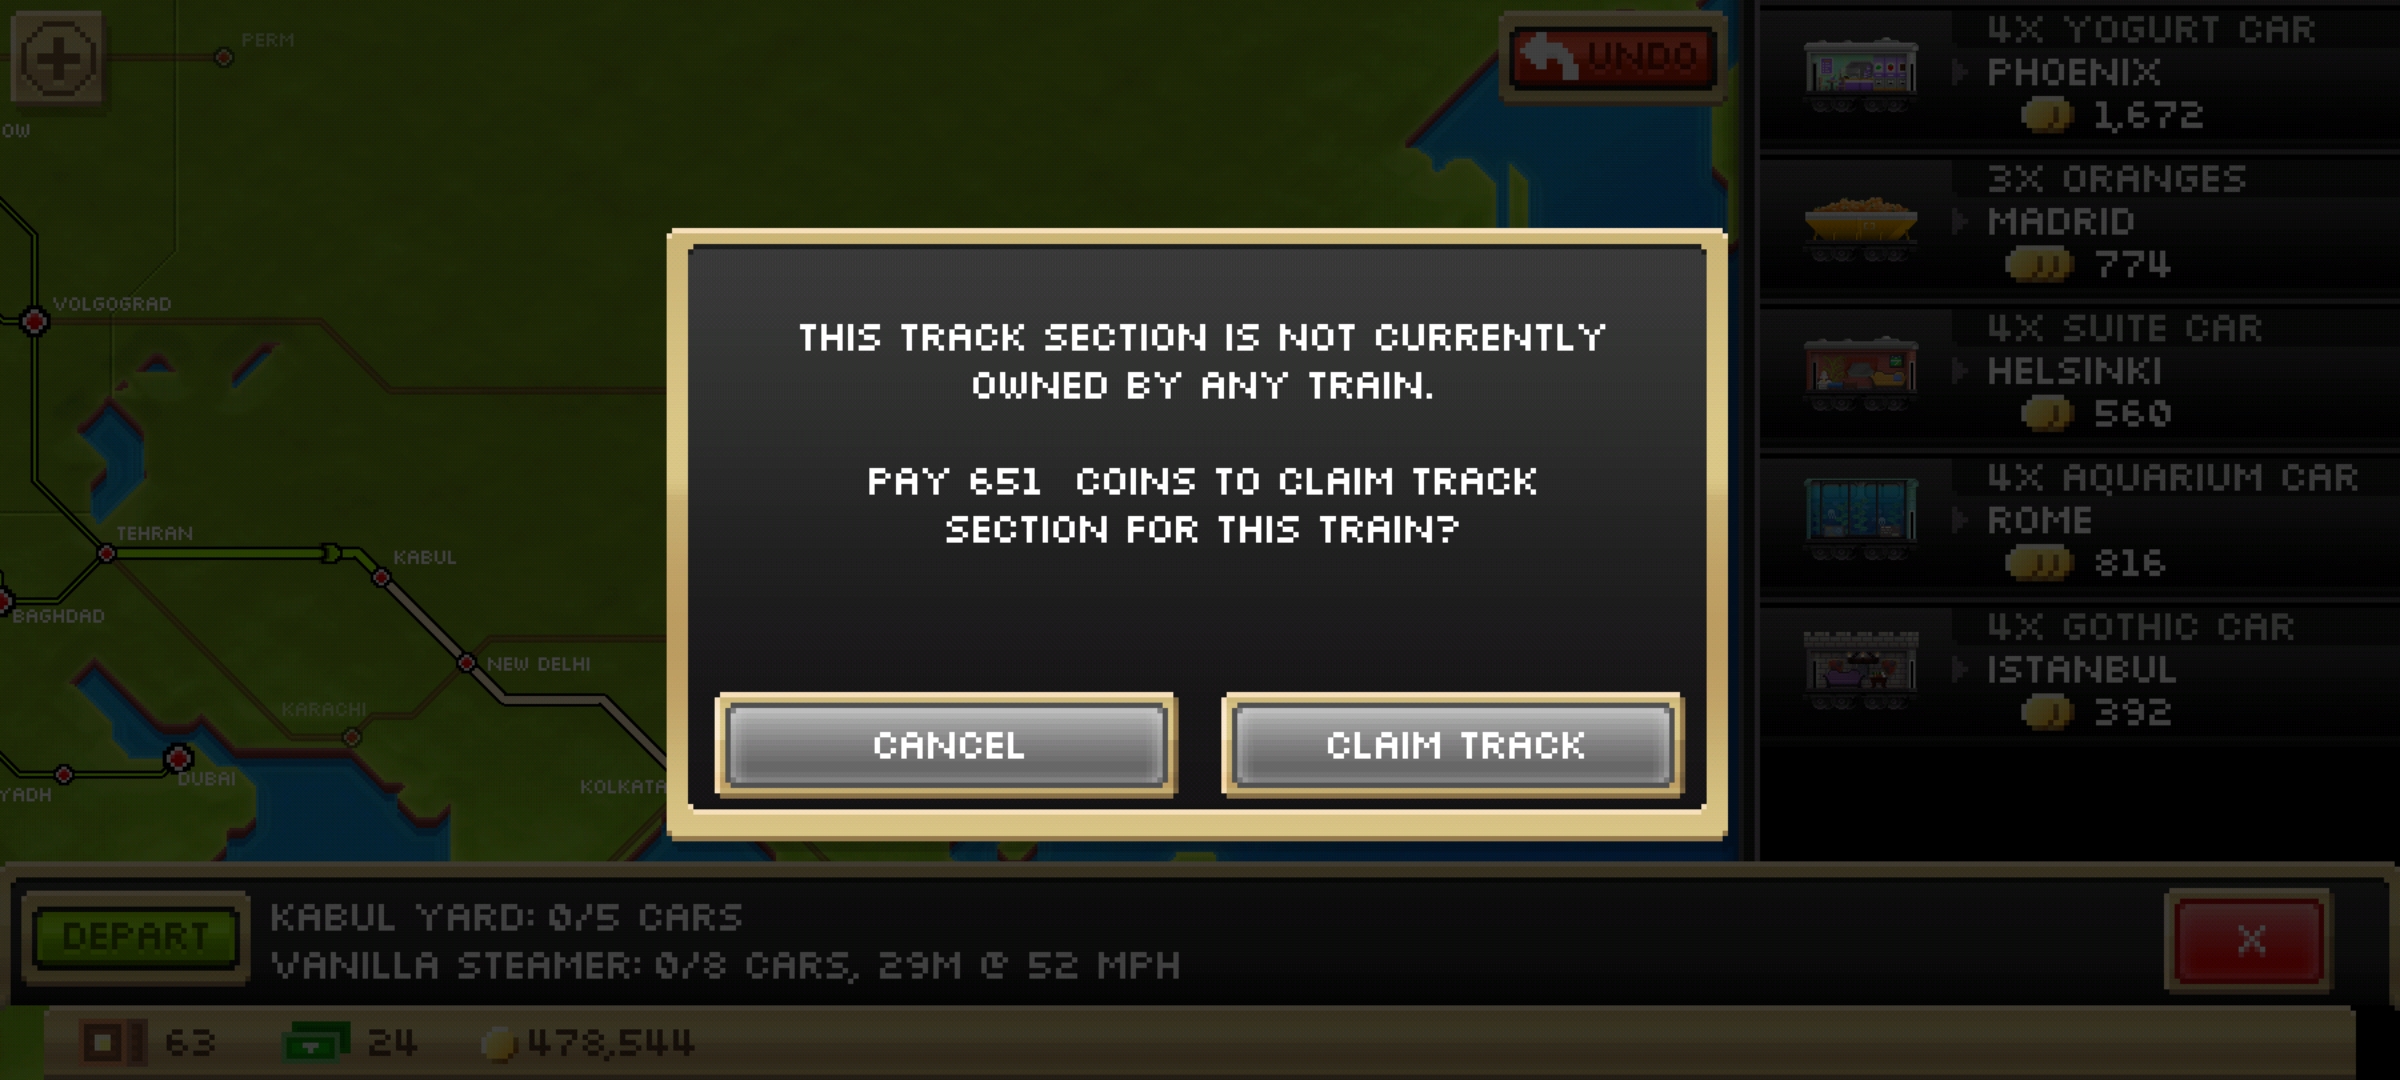 PERM
OW
VOLGOGRAD
TEHRAN
KABUL
BAGHDAD
NEW DELHI
KARACHI
DUBAI
YADH
KOLKATA
UNDO
THIS TRACK SECTION IS NOT CURRENTLY
OWNED BY ANY TRAIN.
PAY 651 COINS TO CLAIM TRACK
SECTION FOR THIS TRAIN?
CANCEL
CLAIM TRACK
4X YOGURT CAR
PHOENIX
1,672
3X ORANGES
MADRID
774
4X SUITE CAR
HELSINKI
560
4X AQUARIUM CAR
ROME
816
4X GOTHIC CAR
ISTANBUL
392
DEPART
KABUL YARD: 0/5 CARS
VANILLA STEAMER: 0/8 CARS, 29M @ 52 MPH
X
63
24
478,544